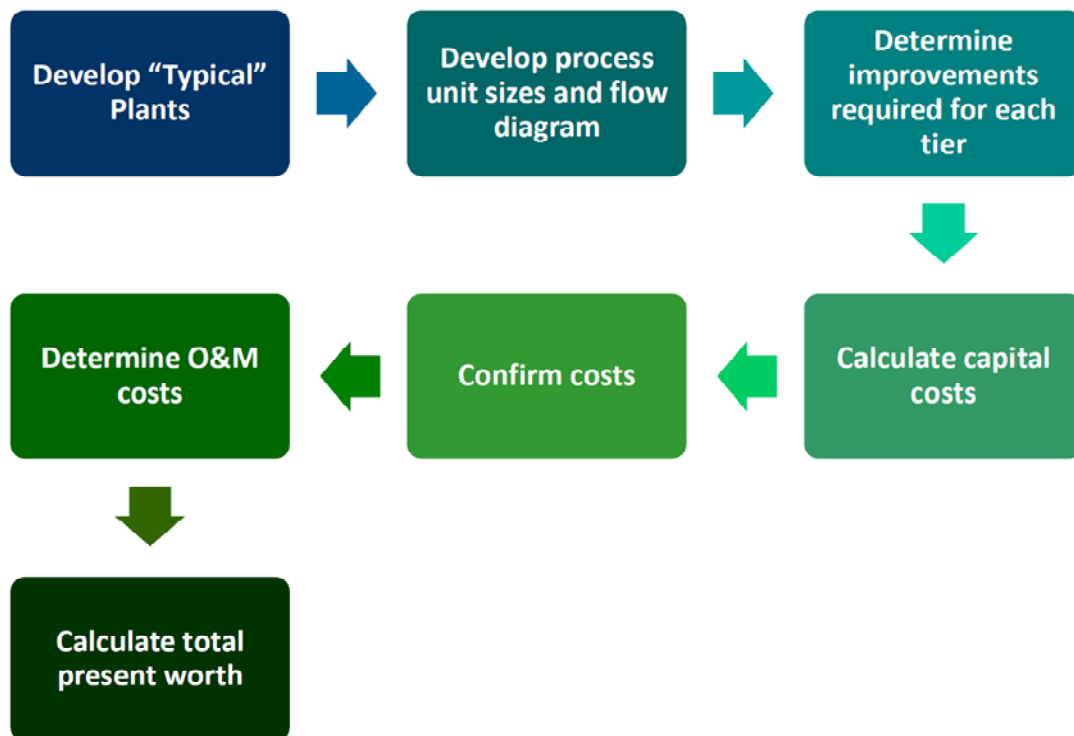 Develop “Typical”
Plants
Develop process
unit sizes and flow
diagram
Determine
improvements
required for each
tier
Calculate capital
costs
Confirm costs
Determine O&M
costs
Calculate total
present worth